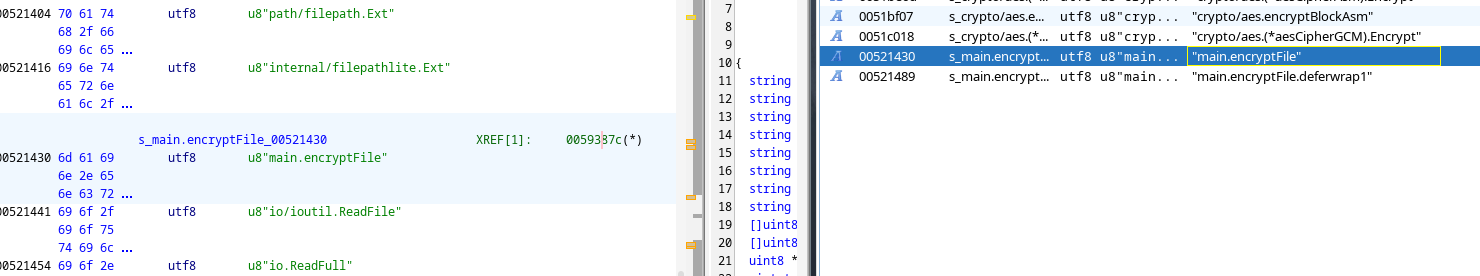 00521404 70 61 74 utf8 u8"path/filepath.Ext"
68 2f 66
69 6c 65 ...
00521416 69 6e 74 utf8 u8"internal/filepathlite.Ext"
65 72 6e
61 6c 2f ...
s_main.encryptFile_00521430 XREF[1]: 0059387c(*)
00521430 6d 61 69 utf8 u8"main.encryptFile"
6e 2e 65
6e 63 72 ...
00521441 69 6f 2f utf8 u8"io/ioutil.ReadFile"
69 6f 75
74 69 6c ...
00521454 69 6f 2e utf8 u8"io.ReadFull"
7
8
9
10 {
11 string
12 string
13 string
14 string
15 string
16 string
17 string
18 string
19 []uint8
20 []uint8
21 uint8 *
0051bf07 s_crypto/aes.e... utf8 u8"cryp... "crypto/aes.encryptBlockAsm"
0051c018 s_crypto/aes.(*... utf8 u8"cryp... "crypto/aes.(*aesCipherGCM).Encrypt"
00521430 s_main.encrypt... utf8 u8"main... "main.encryptFile"
00521489 s_main.encrypt... utf8 u8"main... "main.encryptFile.deferwrap1"